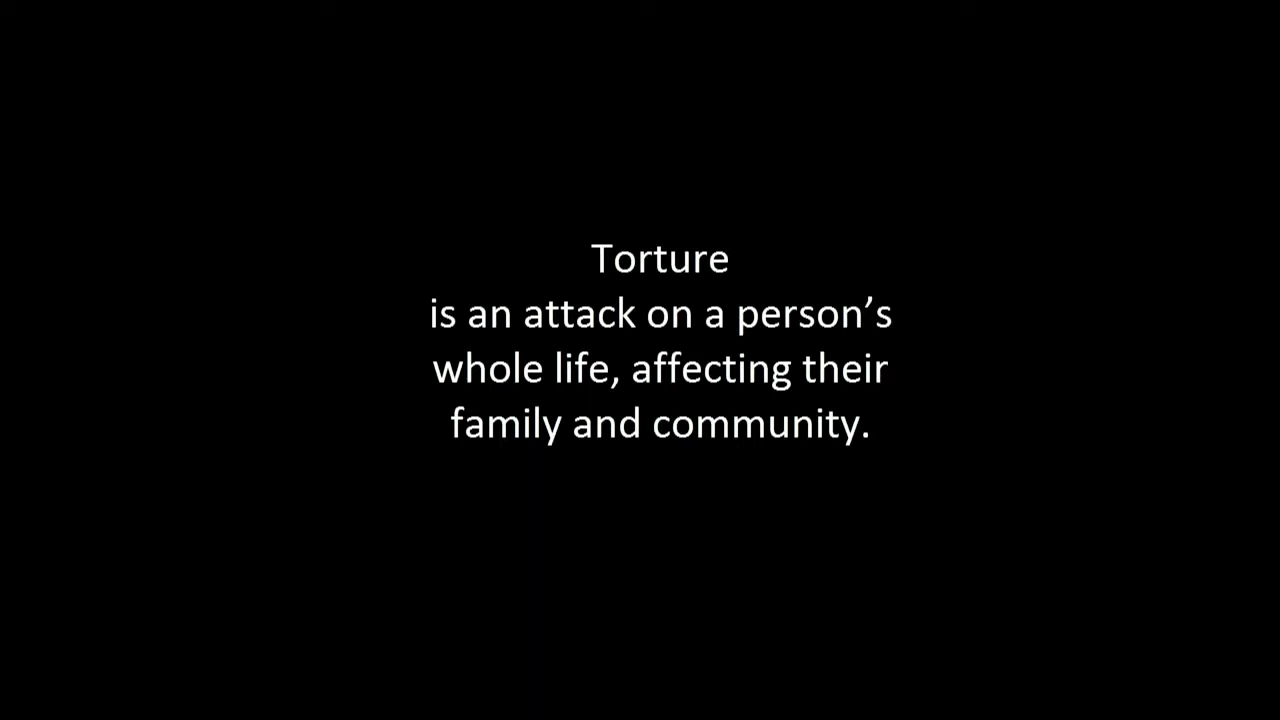 Torture
is an attack on a person’s
whole life, affecting their
family and community.